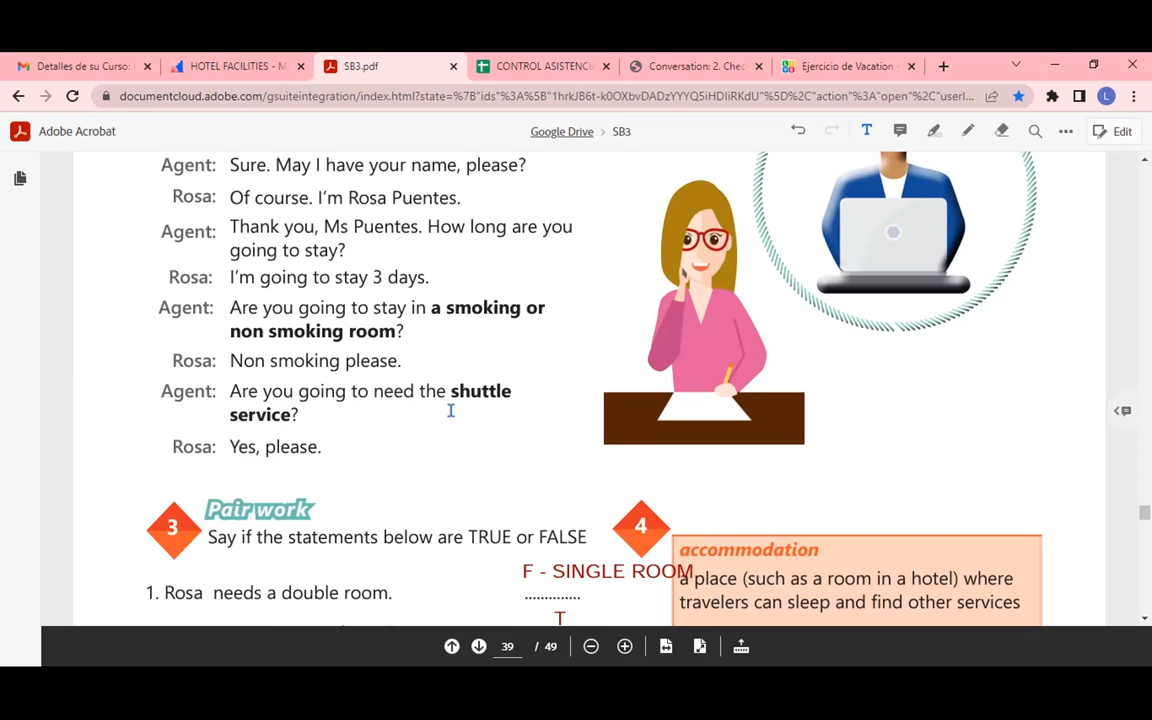 Detalles de su Curso:
HOTEL FACILITIES - M
SB3.pdf
CONTROL ASISTENC
Conversation: 2. Chec
Ejercicio de Vacation -
documentcloud.adobe.com/gsuiteintegration/index.html?state=%7B"ids"%3A%5B"1hrkJB6t-k0OXbvDADzYYYQ5iHDIiRKdU"%5D%2C"action"%3A"open"%2C"userI...
L
Adobe Acrobat
Google Drive
SB3
Edit
Agent: Sure. May I have your name, please?
Rosa: Of course. I'm Rosa Puentes.
Agent: Thank you, Ms Puentes. How long are you
going to stay?
Rosa: I'm going to stay 3 days.
Agent: Are you going to stay in a smoking or
non smoking room?
Rosa: Non smoking please.
Agent: Are you going to need the shuttle
service?
Rosa: Yes, please.
3 Pair work
Say if the statements below are TRUE or FALSE
F - SINGLE ROOM
1. Rosa needs a double room. ..............
T
4
accommodation
a place (such as a room in a hotel) where
travelers can sleep and find other services
39 / 49